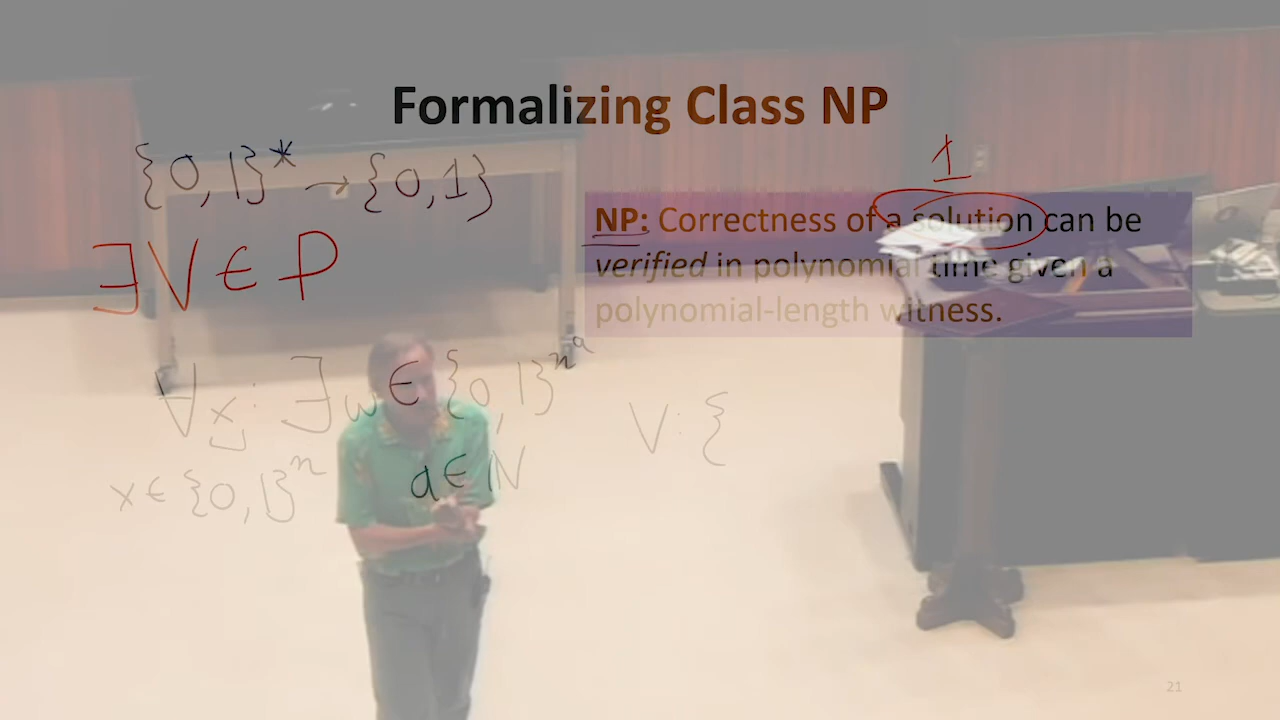 Formalizing Class NP
{0,1}* → {0,1}
1
NP: Correctness of a solution can be
verified in polynomial time given a
polynomial-length witness.
∃V ∈ P
∀x: ∃w ∈ {0,1}^n^a
V: {
x ∈ {0,1}^n
a ∈ ℕ
21